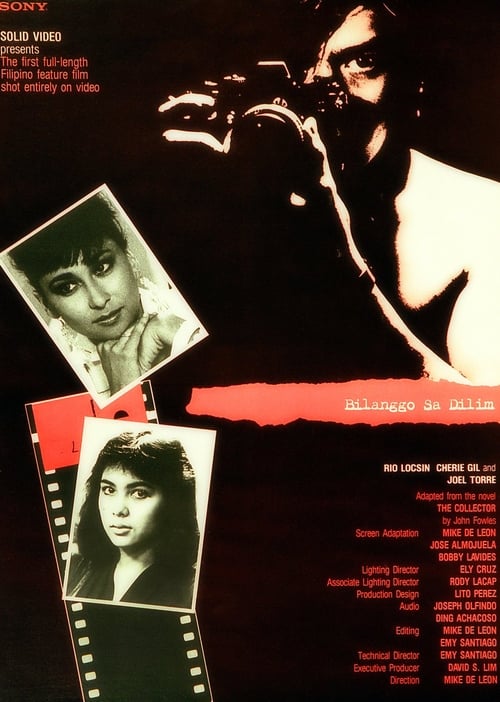 SONY
SOLID VIDEO
presents
The first full-length
Filipino feature film
shot entirely on video
L
Bilanggo Sa Dilim
RIO LOCSIN CHERIE GIL and
JOEL TORRE
Adapted from the novel
THE COLLECTOR
by John Fowles
Screen Adaptation MIKE DE LEON
JOSE ALMOJUELA
BOBBY LAVIDES
Lighting Director ELY CRUZ
Associate Lighting Director RODY LACAP
Production Design LITO PEREZ
Audio JOSEPH OLFINDO
DING ACHACOSO
Editing MIKE DE LEON
EMY SANTIAGO
Technical Director EMY SANTIAGO
Executive Producer DAVID S. LIM
Direction MIKE DE LEON